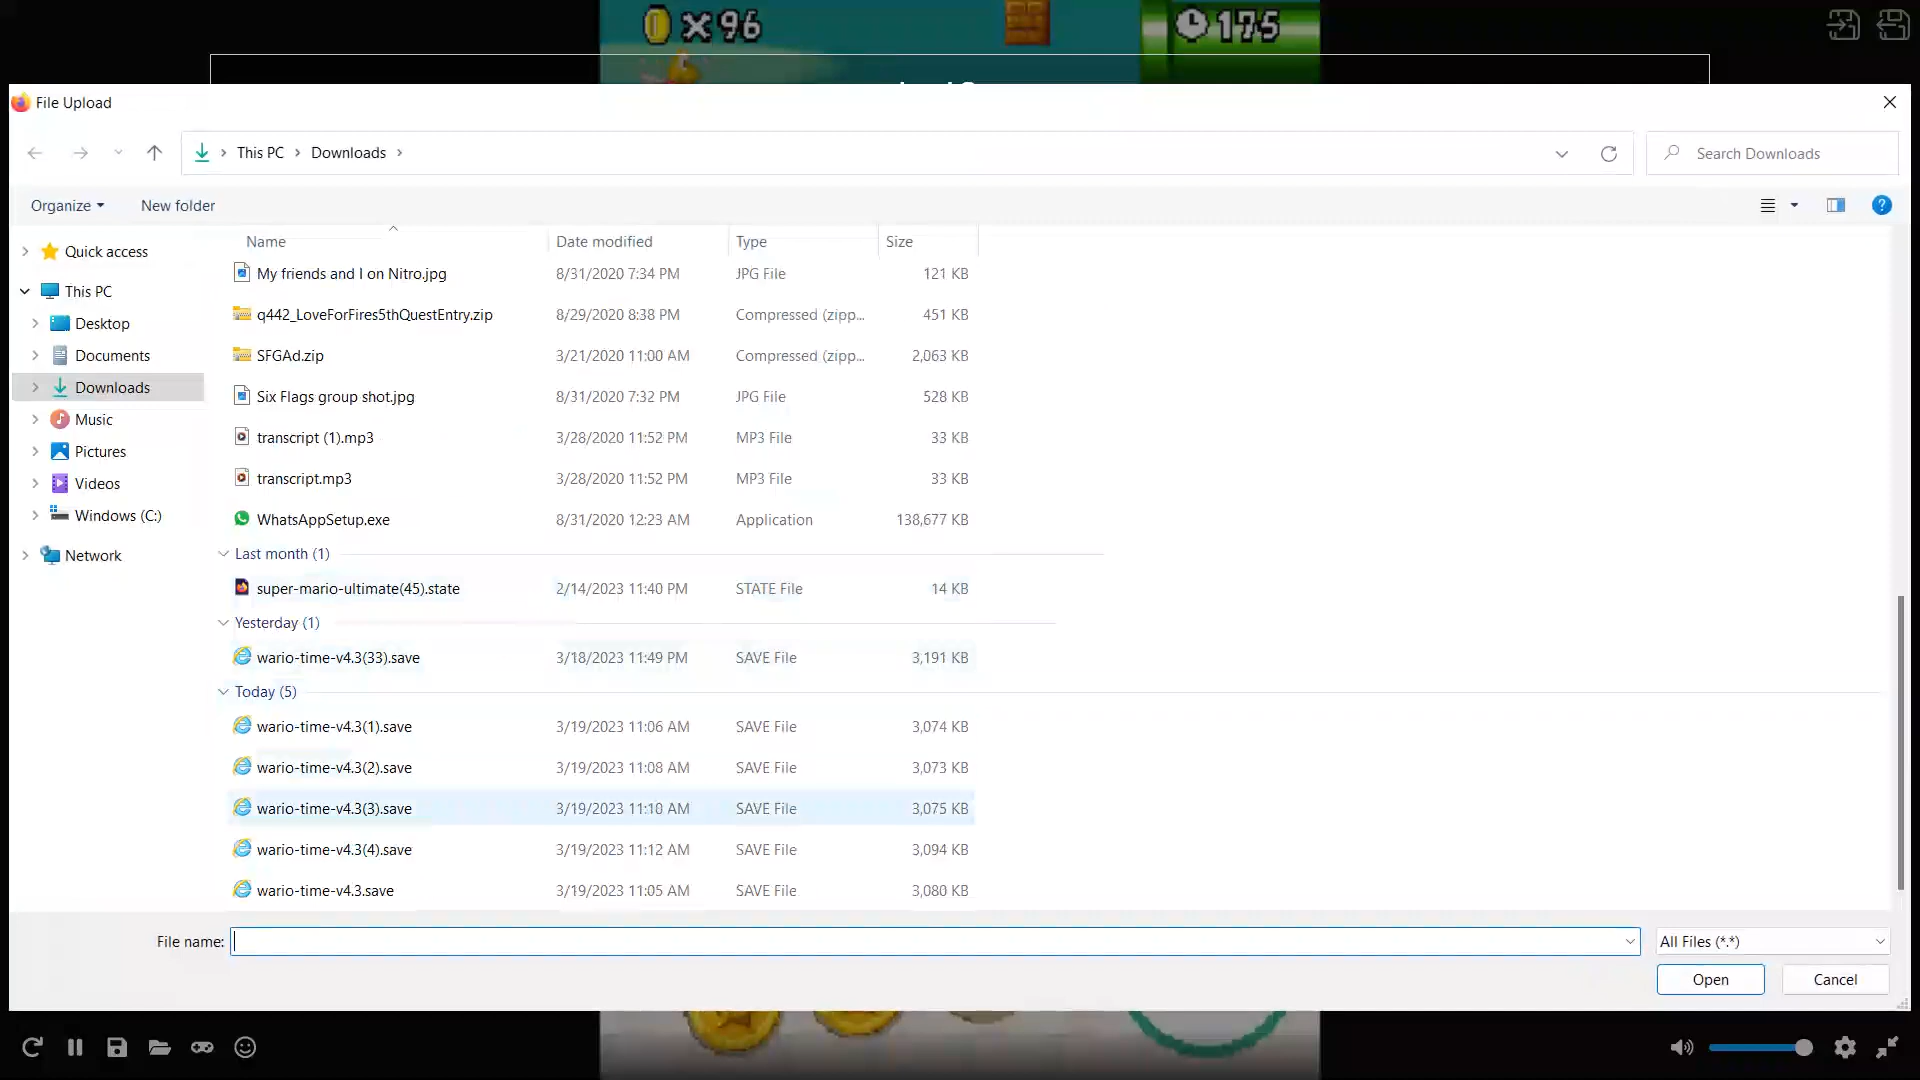 × 96
175
File Upload
This PC
Downloads
Search Downloads
Organize
New folder
Name
Date modified
Type
Size
Quick access
This PC
Desktop
Documents
Downloads
Music
Pictures
Videos
Windows (C:)
Network
My friends and I on Nitro.jpg 8/31/2020 7:34 PM JPG File 121 KB
q442_LoveForFires5thQuestEntry.zip 8/29/2020 8:38 PM Compressed (zipp... 451 KB
SFGAd.zip 3/21/2020 11:00 AM Compressed (zipp... 2,063 KB
Six Flags group shot.jpg 8/31/2020 7:32 PM JPG File 528 KB
transcript (1).mp3 3/28/2020 11:52 PM MP3 File 33 KB
transcript.mp3 3/28/2020 11:52 PM MP3 File 33 KB
WhatsAppSetup.exe 8/31/2020 12:23 AM Application 138,677 KB
Last month (1)
super-mario-ultimate(45).state 2/14/2023 11:40 PM STATE File 14 KB
Yesterday (1)
wario-time-v4.3(33).save 3/18/2023 11:49 PM SAVE File 3,191 KB
Today (5)
wario-time-v4.3(1).save 3/19/2023 11:06 AM SAVE File 3,074 KB
wario-time-v4.3(2).save 3/19/2023 11:08 AM SAVE File 3,073 KB
wario-time-v4.3(3).save 3/19/2023 11:10 AM SAVE File 3,075 KB
wario-time-v4.3(4).save 3/19/2023 11:12 AM SAVE File 3,094 KB
wario-time-v4.3.save 3/19/2023 11:05 AM SAVE File 3,080 KB
File name:
All Files (*.*)
Open
Cancel